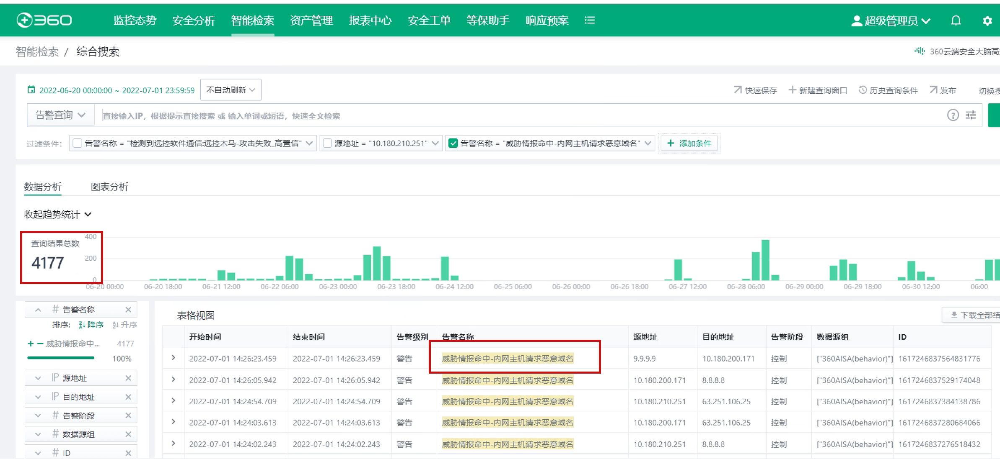 360 监控态势 安全分析 智能检索 资产管理 报表中心 安全工单 等保助手 响应预案 超级管理员
智能检索 / 综合搜索 360云端安全大脑高
2022-06-20 00:00:00 ~ 2022-07-01 23:59:59 不自动刷新 快速保存 新建查询窗口 历史查询条件 发布 切换搜
告警查询 直接输入IP，根据提示直接搜索 或 输入单词或短语，快速全文检索
过滤条件： 告警名称 = "检测到远控软件通信:远控木马-攻击失败_高置信" 源地址 = "10.180.210.251" 告警名称 = "威胁情报命中-内网主机请求恶意域名" + 添加条件
数据分析 图表分析
收起趋势统计
查询结果总数
4177
400
200
0
06-20 00:00 06-20 18:00 06-21 12:00 06-22 06:00 06-23 00:00 06-23 18:00 06-24 12:00 06-25 06:00 06-26 00:00 06-26 18:00 06-27 12:00 06-28 06:00 06-29 00:00 06-29 18:00 06-30 12:00 06:00
# 告警名称
排序: 降序 升序
+ − 威胁情报命中... 4177
100%
IP 源地址
IP 目的地址
# 告警阶段
# 数据源组
# ID
表格视图 下载全部结
开始时间 结束时间 告警级别 告警名称 源地址 目的地址 告警阶段 数据源组 ID
2022-07-01 14:26:23.459 2022-07-01 14:26:23.459 警告 威胁情报命中-内网主机请求恶意域名 9.9.9.9 10.180.200.171 控制 ["360AISA(behavior)"] 1617246837564831776
2022-07-01 14:26:05.942 2022-07-01 14:26:05.942 警告 威胁情报命中-内网主机请求恶意域名 10.180.200.171 8.8.8.8 控制 ["360AISA(behavior)"] 1617246837529174048
2022-07-01 14:24:54.709 2022-07-01 14:24:54.709 警告 威胁情报命中-内网主机请求恶意域名 10.180.210.251 63.251.106.25 控制 ["360AISA(behavior)"] 1617246837384138786
2022-07-01 14:24:03.613 2022-07-01 14:24:03.613 警告 威胁情报命中-内网主机请求恶意域名 10.180.200.171 63.251.106.25 控制 ["360AISA(behavior)"] 1617246837280684066
2022-07-01 14:24:02.243 2022-07-01 14:24:02.243 警告 威胁情报命中-内网主机请求恶意域名 10.180.210.251 8.8.8.8 控制 ["360AISA(behavior)"] 1617246837276518432